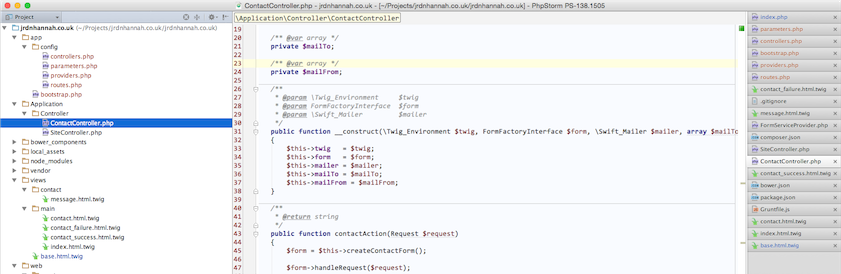 ContactController.php - jrdnhannah.co.uk - [~/Projects/jrdnhannah.co.uk/jrdnhannah.co.uk] - PhpStorm PS-138.1505
Project
\Application\Controller\ContactController
jrdnhannah.co.uk (~/Projects/jrdnhannah.co.uk/jrdnhannah.co.uk)
app
config
controllers.php
parameters.php
providers.php
routes.php
bootstrap.php
Application
Controller
ContactController.php
SiteController.php
bower_components
local_assets
node_modules
vendor
views
contact
message.html.twig
main
contact.html.twig
contact_failure.html.twig
contact_success.html.twig
index.html.twig
base.html.twig
web
19
20 /** @var array */
21 private $mailTo;
22
23 /** @var array */
24 private $mailFrom;
25
26 /**
27 * @param \Twig_Environment $twig
28 * @param FormFactoryInterface $form
29 * @param \Swift_Mailer $mailer
30 */
31 public function __construct(\Twig_Environment $twig, FormFactoryInterface $form, \Swift_Mailer $mailer, array $mailTo
32 {
33 $this->twig = $twig;
34 $this->form = $form;
35 $this->mailer = $mailer;
36 $this->mailTo = $mailTo;
37 $this->mailFrom = $mailFrom;
38 }
39
40 /**
41 * @return string
42 */
43 public function contactAction(Request $request)
44 {
45 $form = $this->createContactForm();
46
47 $form->handleRequest($request);
index.php
parameters.php
controllers.php
bootstrap.php
providers.php
routes.php
contact_failure.html.twig
.gitignore
message.html.twig
FormServiceProvider.php
composer.json
SiteController.php
ContactController.php
contact_success.html.twig
bower.json
package.json
Gruntfile.js
contact.html.twig
index.html.twig
base.html.twig